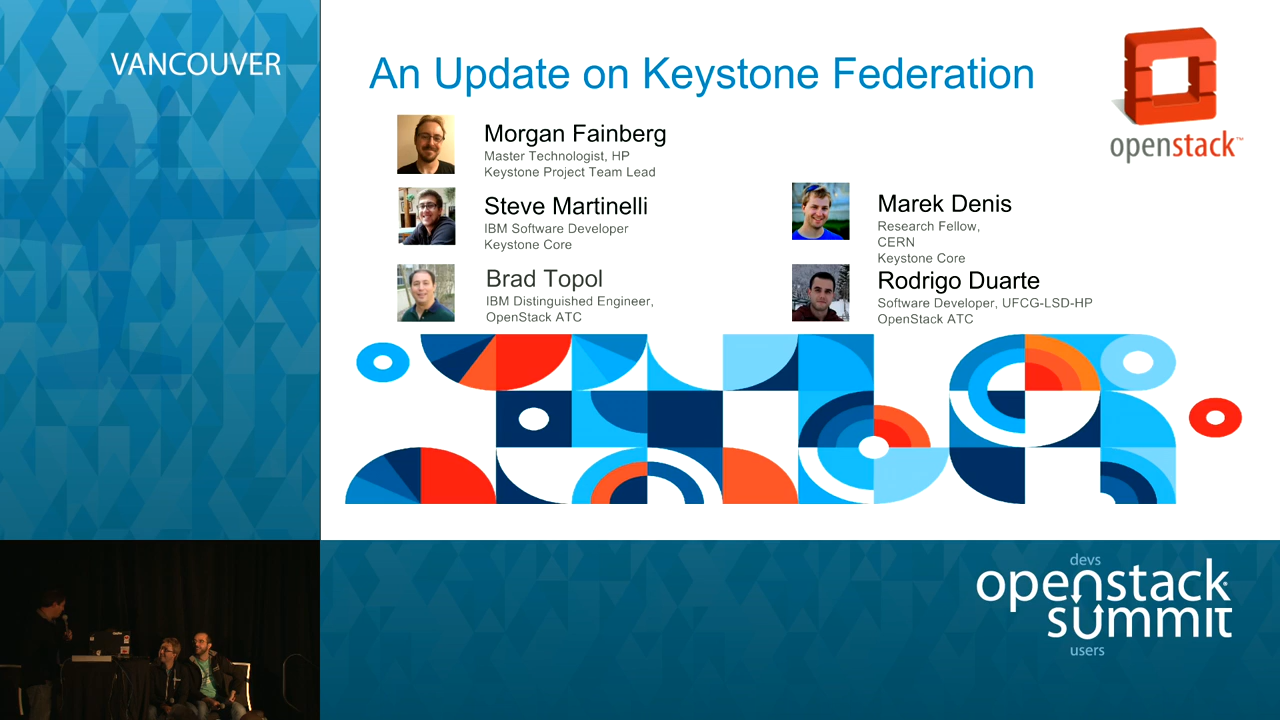 VANCOUVER
An Update on Keystone Federation
openstack™
Morgan Fainberg
Master Technologist, HP
Keystone Project Team Lead
Steve Martinelli
IBM Software Developer
Keystone Core
Brad Topol
IBM Distinguished Engineer,
OpenStack ATC
Marek Denis
Research Fellow,
CERN
Keystone Core
Rodrigo Duarte
Software Developer, UFCG-LSD-HP
OpenStack ATC
devs
openstack
summit
users